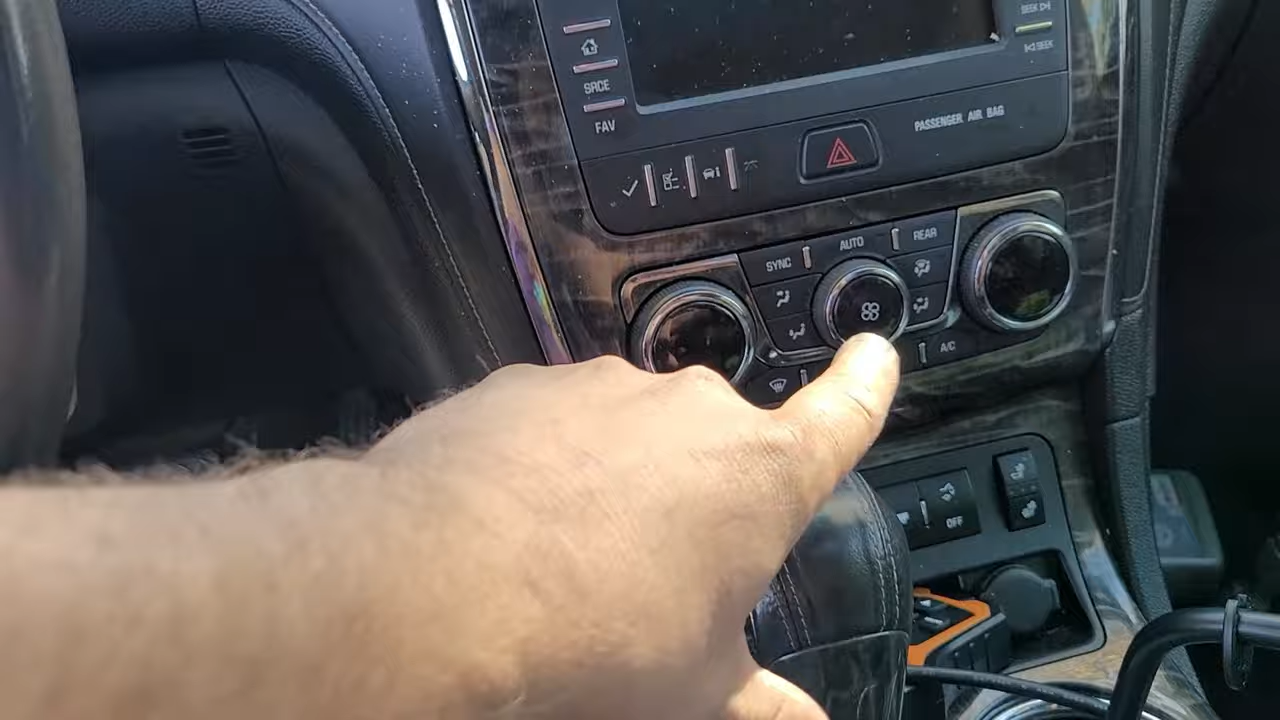 SEEK
SEEK
SRCE
FAV
PASSENGER AIR BAG
SYNC
AUTO
REAR
A/C
OFF